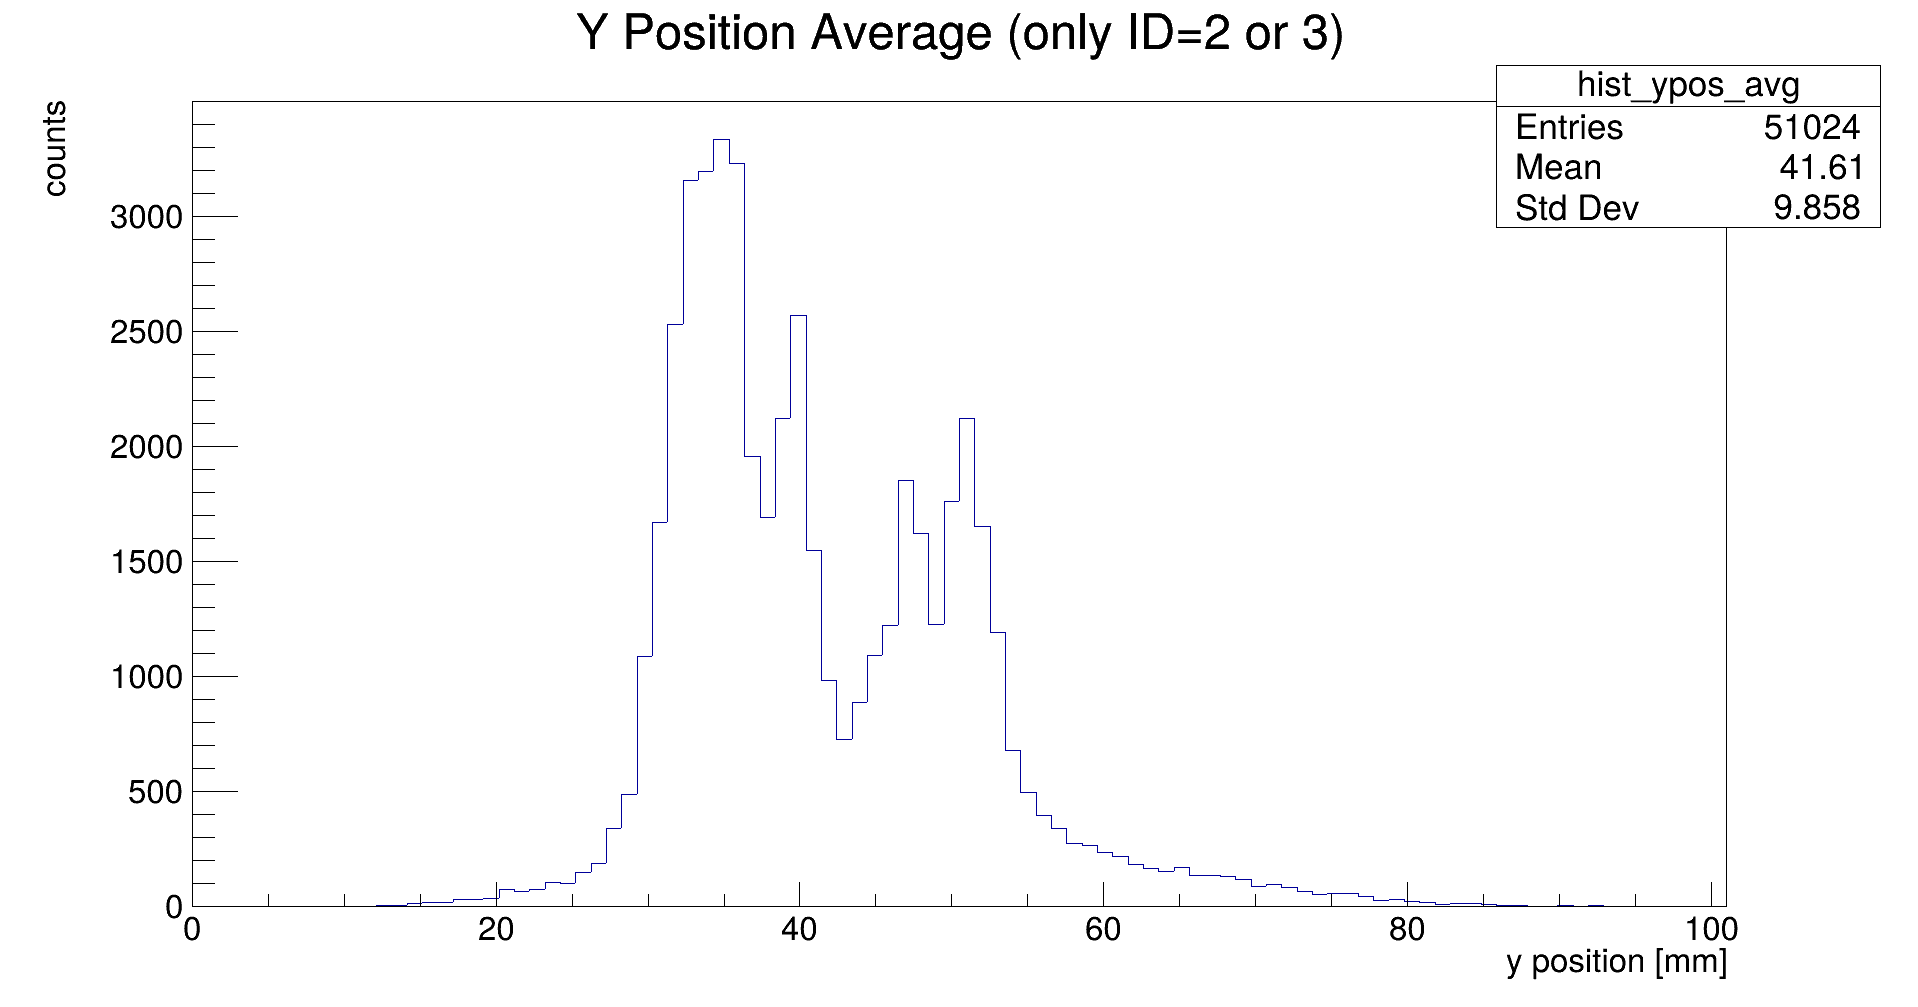 Y Position Average (only ID=2 or 3)
hist_ypos_avg
Entries 51024
Mean 41.61
Std Dev 9.858
counts
3000
2500
2000
1500
1000
500
0
0 20 40 60 80 100
y position [mm]